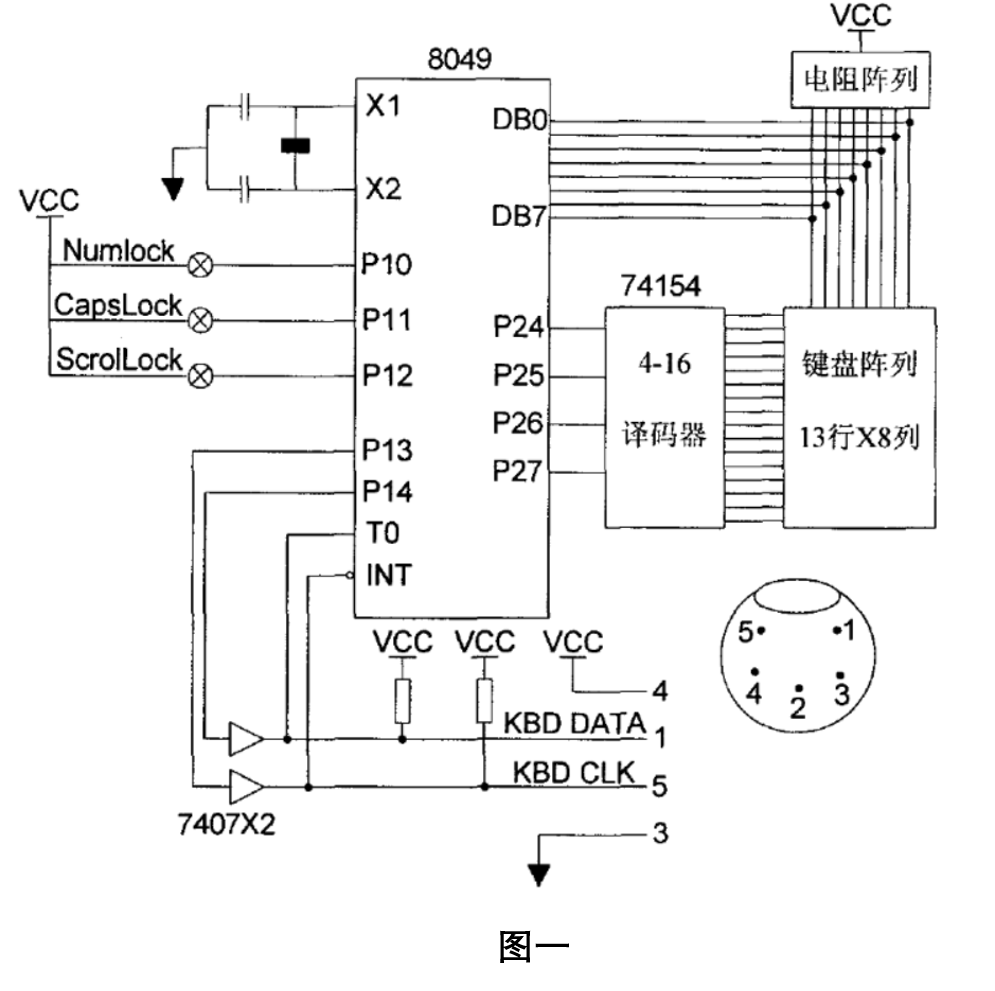 8049
VCC
电阻阵列
X1
X2
DB0
DB7
VCC
Numlock
CapsLock
ScrolLock
P10
P11
P12
P13
P14
T0
INT
P24
P25
P26
P27
74154
4-16
译码器
键盘阵列
13行X8列
VCC
VCC
VCC
4
KBD DATA
1
KBD CLK
5
3
7407X2
5
1
4
2
3
图一